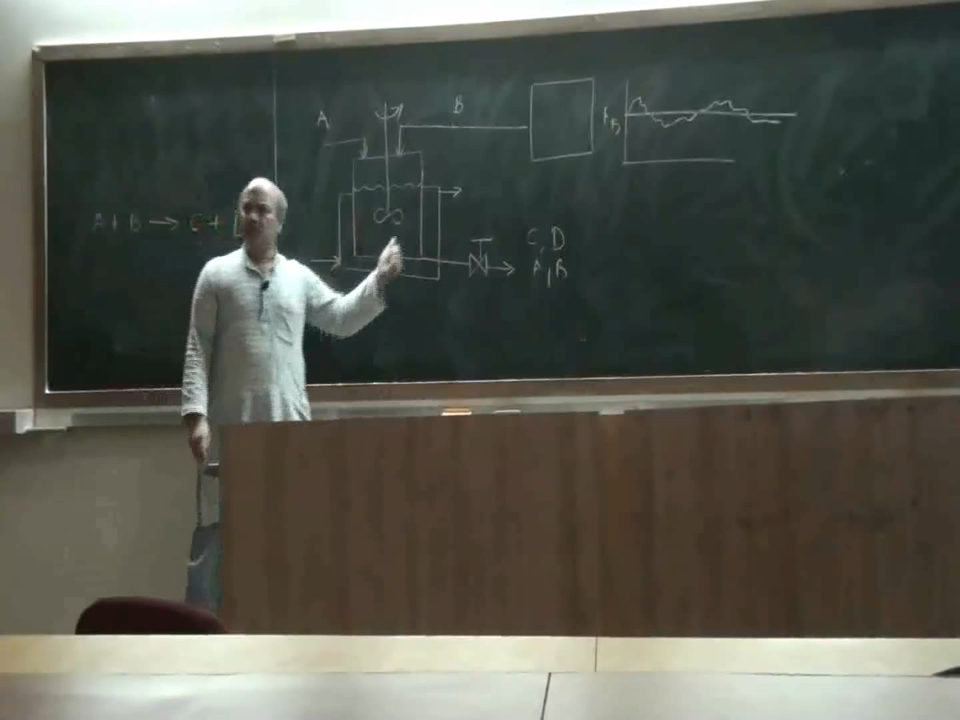 A
B
F_B
A + B → C +
C, D
A, B